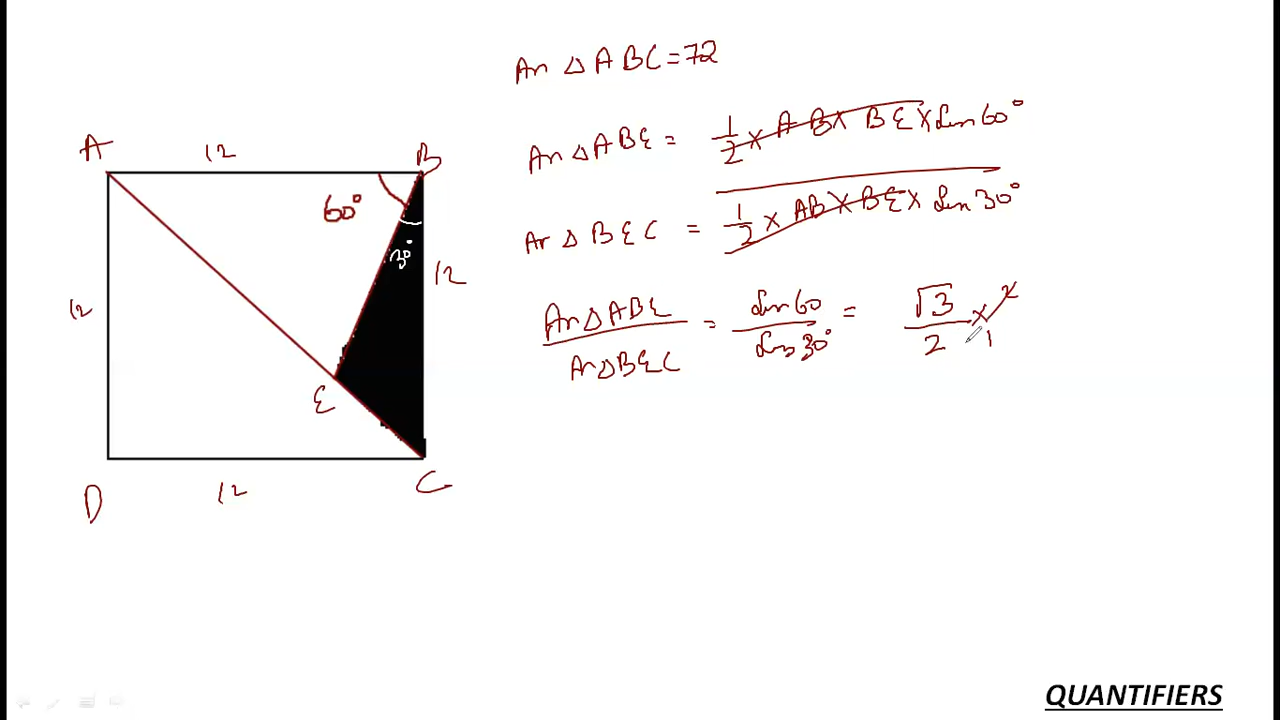 Ar △ ABC = 72
A 12 B
Ar △ ABE = 1/2 × AB × BE × Sin 60°
60°
30°
Ar △ BEC = 1/2 × AB × BE × Sin 30°
12
12
Ar△ABE / Ar△BEC = Sin 60 / Sin 30° = √3/2 × 2/1
E
D 12 C
QUANTIFIERS